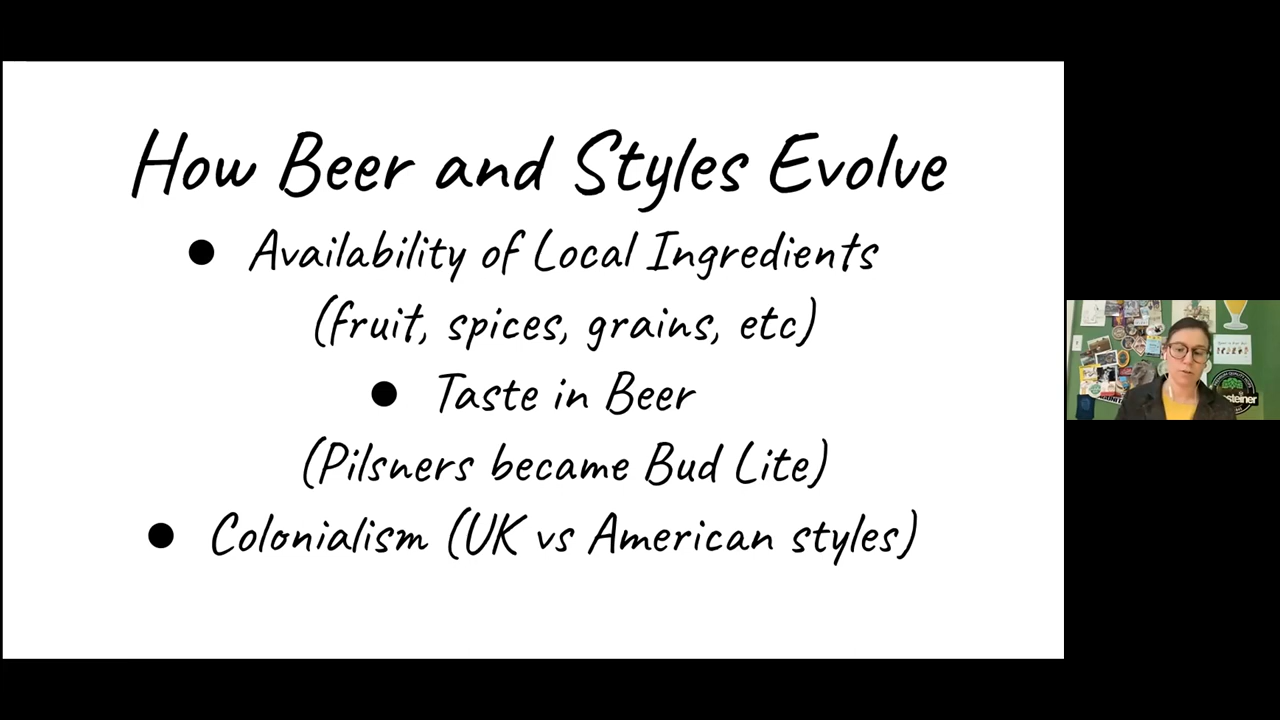 How Beer and Styles Evolve
● Availability of Local Ingredients
(fruit, spices, grains, etc)
● Taste in Beer
(Pilsners became Bud Lite)
● Colonialism (UK vs American styles)